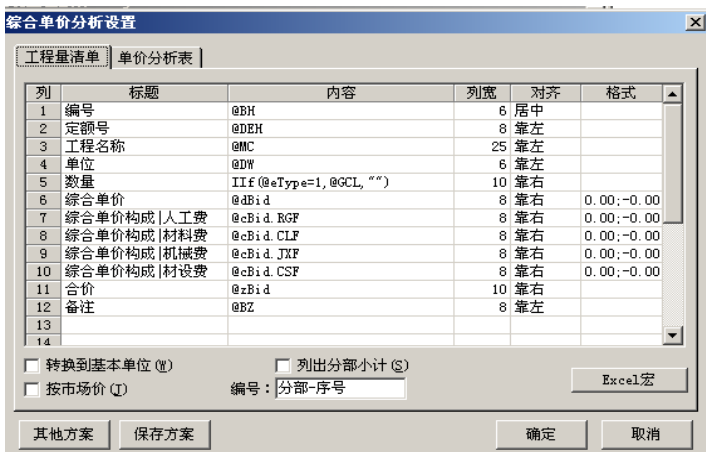 综合单价分析设置
工程量清单 单价分析表
列 标题 内容 列宽 对齐 格式
1 编号 @BH 6 居中
2 定额号 @DEH 8 靠左
3 工程名称 @MC 25 靠左
4 单位 @DW 6 靠左
5 数量 IIf(@eType=1,@GCL,"") 10 靠右
6 综合单价 @dBid 8 靠右 0.00;-0.00
7 综合单价构成|人工费 @cBid.RGF 8 靠右 0.00;-0.00
8 综合单价构成|材料费 @cBid.CLF 8 靠右 0.00;-0.00
9 综合单价构成|机械费 @cBid.JXF 8 靠右 0.00;-0.00
10 综合单价构成|材设费 @cBid.CSF 8 靠右 0.00;-0.00
11 合价 @zBid 10 靠右
12 备注 @BZ 8 靠左
13
14
转换到基本单位(W) 列出分部小计(S)
按市场价(T) 编号：分部-序号 Excel宏
其他方案 保存方案 确定 取消